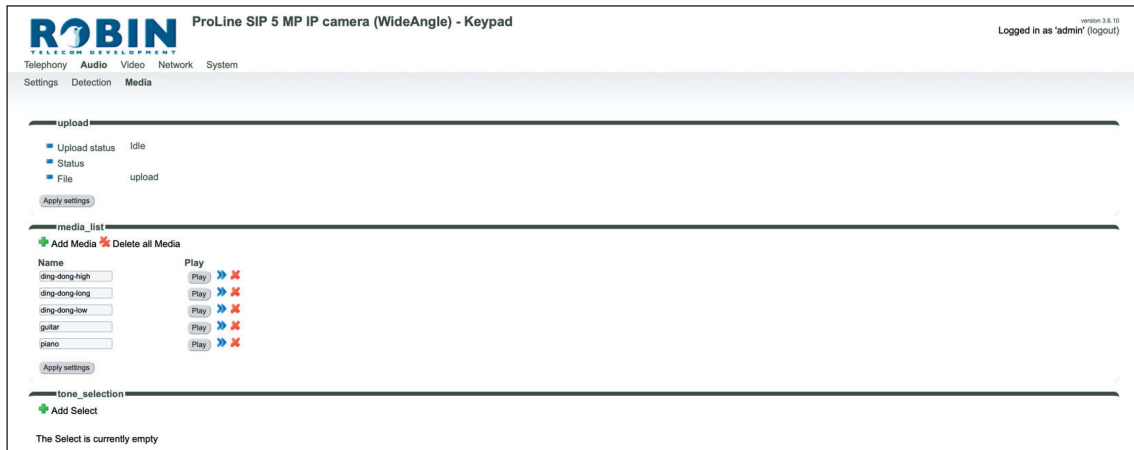 ROBIN
TELECOM DEVELOPMENT
ProLine SIP 5 MP IP camera (WideAngle) - Keypad
version 3.6.10
Logged in as 'admin' (logout)
Telephony Audio Video Network System
Settings Detection Media
upload
Upload status Idle
Status
File upload
Apply settings
media_list
Add Media Delete all Media
Name Play
ding-dong-high Play
ding-dong-long Play
ding-dong-low Play
guitar Play
piano Play
Apply settings
tone_selection
Add Select
The Select is currently empty